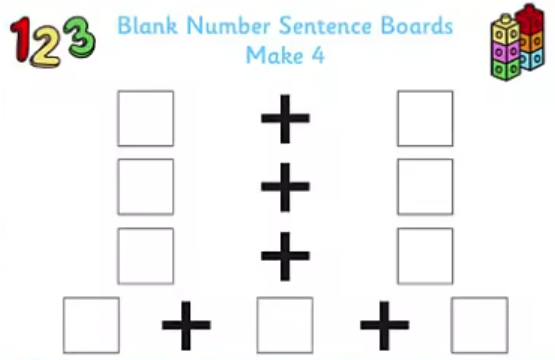 123 Blank Number Sentence Boards
Make 4
+
+
+
+ +